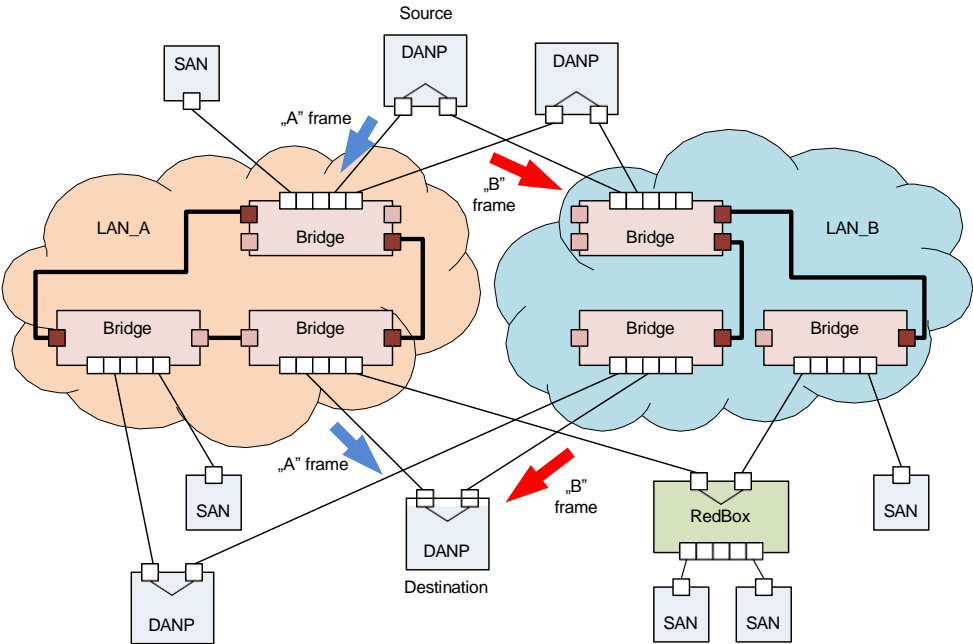 Source
SAN
DANP
DANP
„A” frame
„B”
frame
LAN_A
Bridge
Bridge
LAN_B
Bridge
Bridge
Bridge
Bridge
„A” frame
„B”
frame
SAN
DANP
RedBox
SAN
Destination
DANP
SAN
SAN